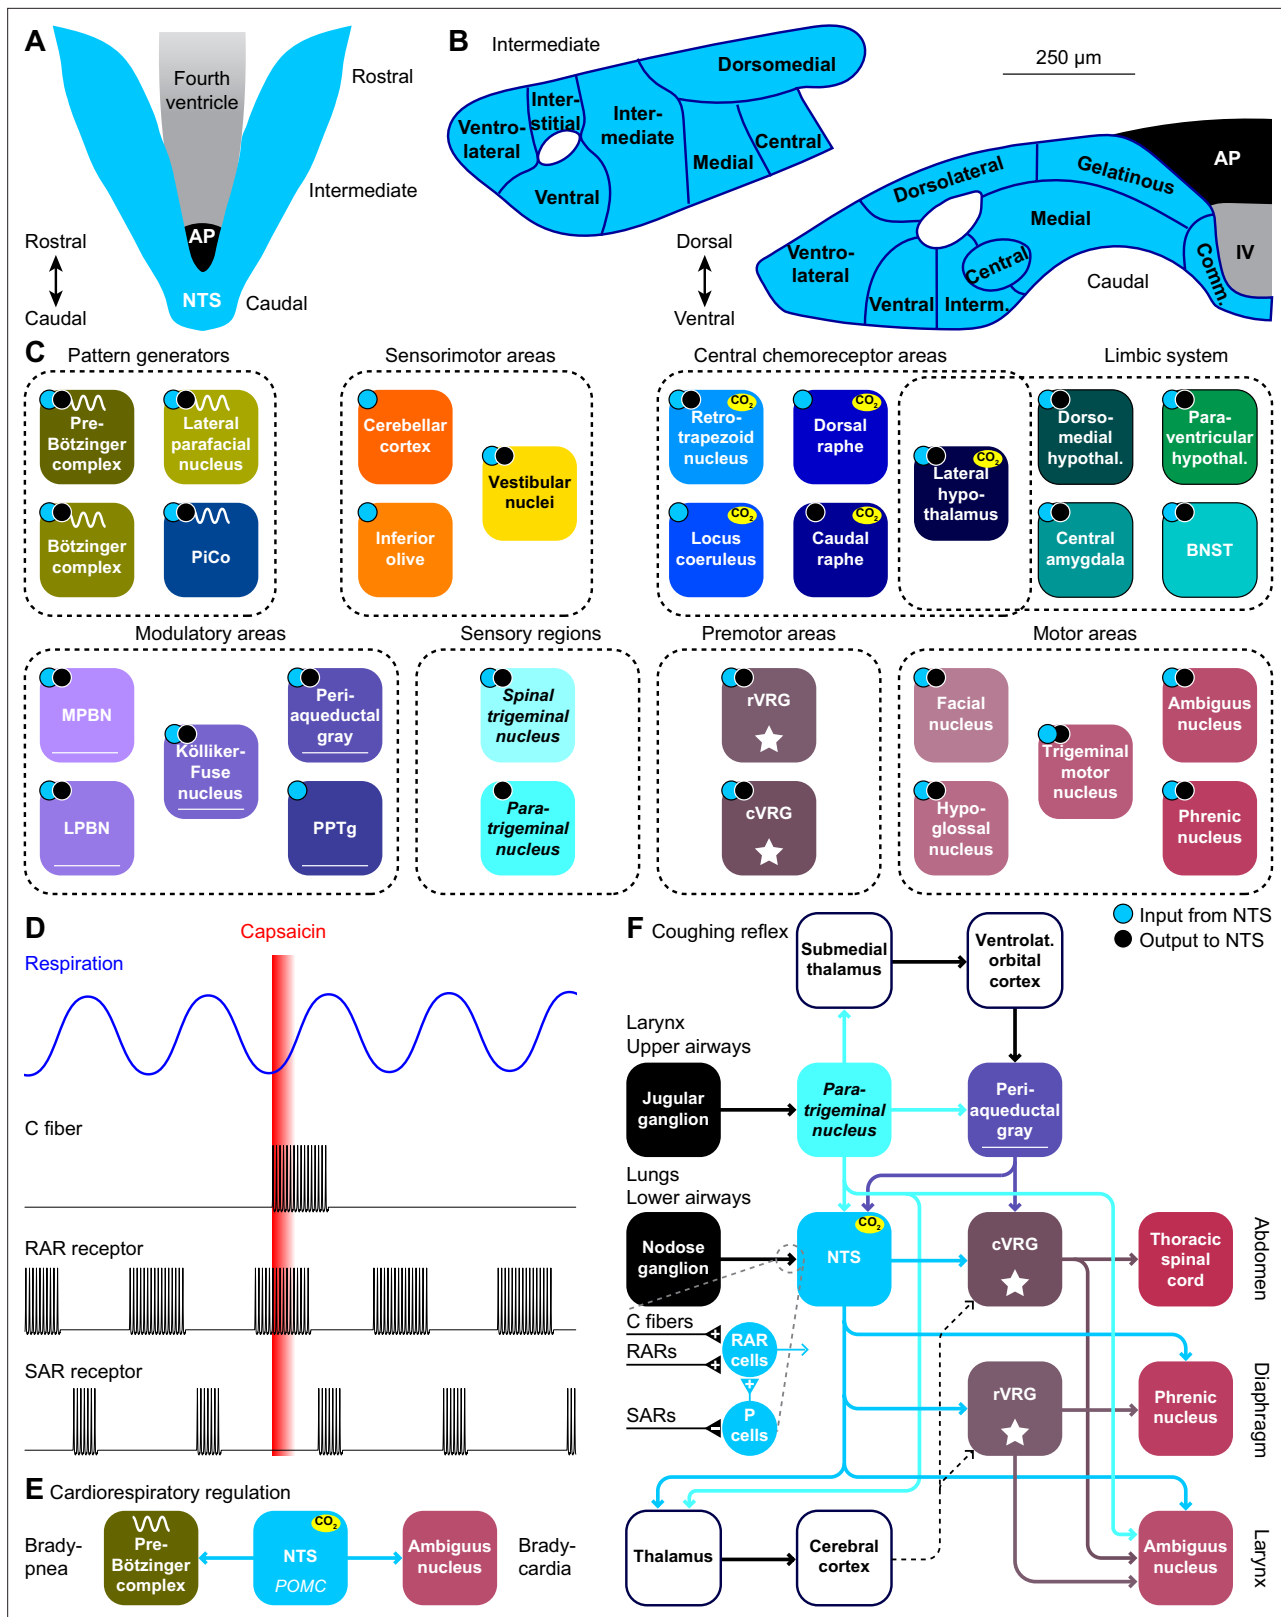 A
Fourth
ventricle
Rostral
Intermediate
AP
Rostral
Caudal
NTS
Caudal
B
Intermediate
Dorsomedial
Inter-
stitial
Inter-
mediate
Ventro-
lateral
Medial
Central
Ventral
250 µm
AP
Dorsolateral
Gelatinous
Medial
IV
Dorsal
Ventral
Ventro-
lateral
Ventral
Interm.
Central
Comm.
Caudal
C
Pattern generators
Pre-
Bötzinger
complex
Lateral
parafacial
nucleus
Bötzinger
complex
PiCo
Sensorimotor areas
Cerebellar
cortex
Vestibular
nuclei
Inferior
olive
Central chemoreceptor areas
CO2
Retro-
trapezoid
nucleus
CO2
Dorsal
raphe
CO2
Locus
coeruleus
CO2
Caudal
raphe
CO2
Lateral
hypo-
thalamus
Limbic system
Dorso-
medial
hypothal.
Para-
ventricular
hypothal.
Central
amygdala
BNST
Modulatory areas
MPBN
Peri-
aqueductal
gray
Kölliker-
Fuse
nucleus
LPBN
PPTg
Sensory regions
Spinal
trigeminal
nucleus
Para-
trigeminal
nucleus
Premotor areas
rVRG
cVRG
Motor areas
Facial
nucleus
Ambiguus
nucleus
Trigeminal
motor
nucleus
Hypo-
glossal
nucleus
Phrenic
nucleus
Input from NTS
Output to NTS
D
Capsaicin
Respiration
C fiber
RAR receptor
SAR receptor
E Cardiorespiratory regulation
Brady-
pnea
Pre-
Bötzinger
complex
CO2
NTS
POMC
Ambiguus
nucleus
Brady-
cardia
F Coughing reflex
Submedial
thalamus
Ventrolat.
orbital
cortex
Larynx
Upper airways
Jugular
ganglion
Para-
trigeminal
nucleus
Peri-
aqueductal
gray
Lungs
Lower airways
Nodose
ganglion
CO2
NTS
cVRG
Thoracic
spinal
cord
Abdomen
C fibers
RARs
SARs
+
+
RAR
cells
+
P
cells
−
rVRG
Phrenic
nucleus
Diaphragm
Thalamus
Cerebral
cortex
Ambiguus
nucleus
Larynx